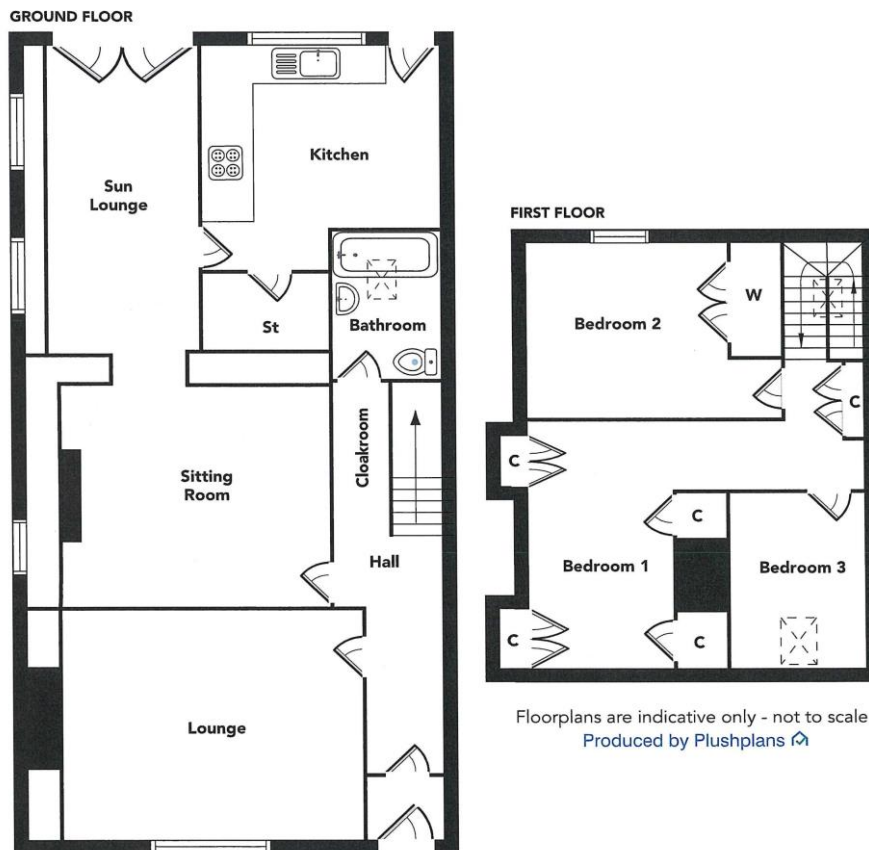 GROUND FLOOR
Kitchen
Sun
Lounge
St
Bathroom
Cloakroom
Sitting
Room
Hall
Lounge
FIRST FLOOR
Bedroom 2
W
C
C
C
Bedroom 1
Bedroom 3
C
C
Floorplans are indicative only - not to scale
Produced by Plushplans